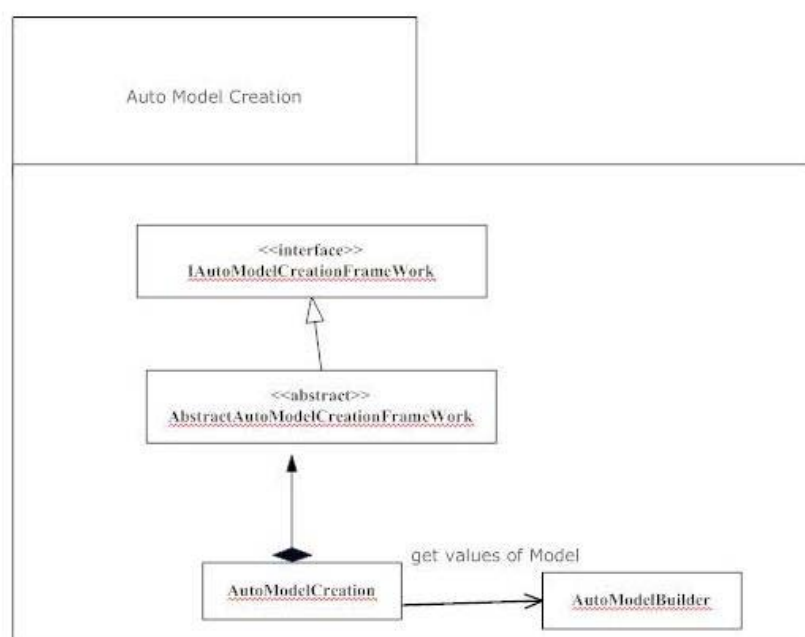 Auto Model Creation
<<interface>>
IAutoModelCreationFrameWork
<<abstract>>
AbstractAutoModelCreationFrameWork
get values of Model
AutoModelCreation
AutoModelBuilder